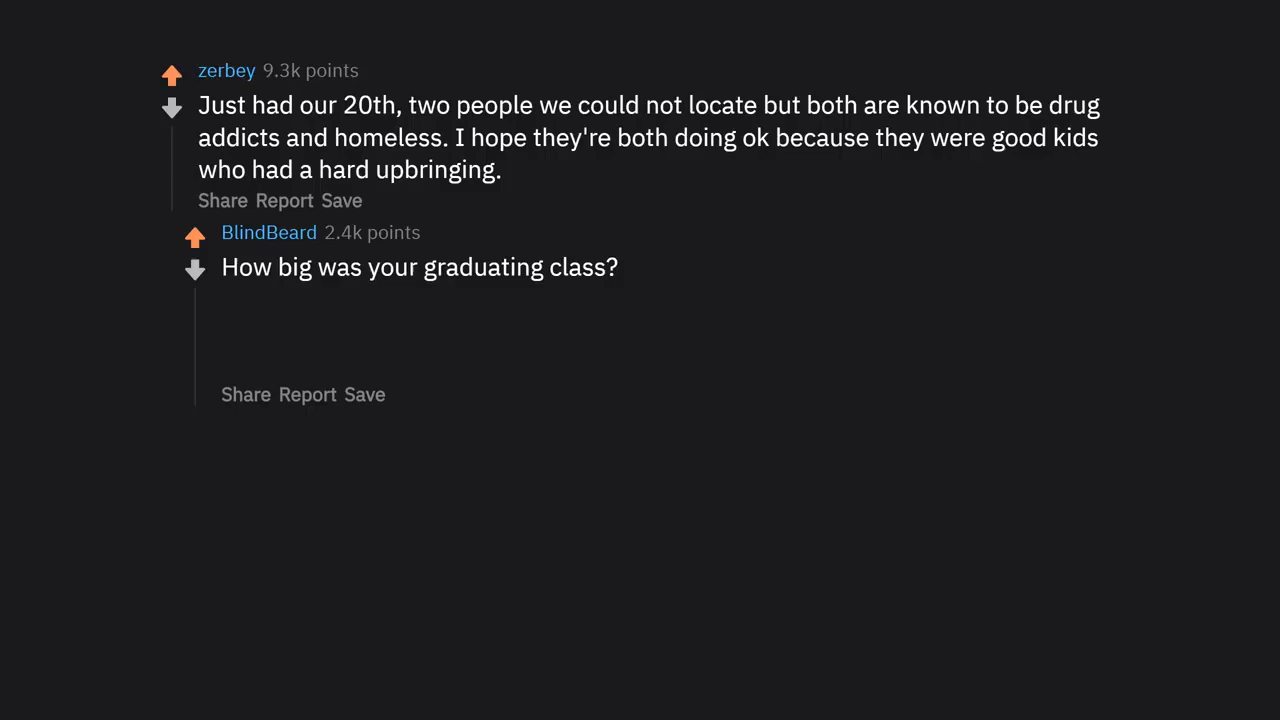 zerbey 9.3k points
Just had our 20th, two people we could not locate but both are known to be drug
addicts and homeless. I hope they're both doing ok because they were good kids
who had a hard upbringing.
Share Report Save
BlindBeard 2.4k points
How big was your graduating class?
Share Report Save